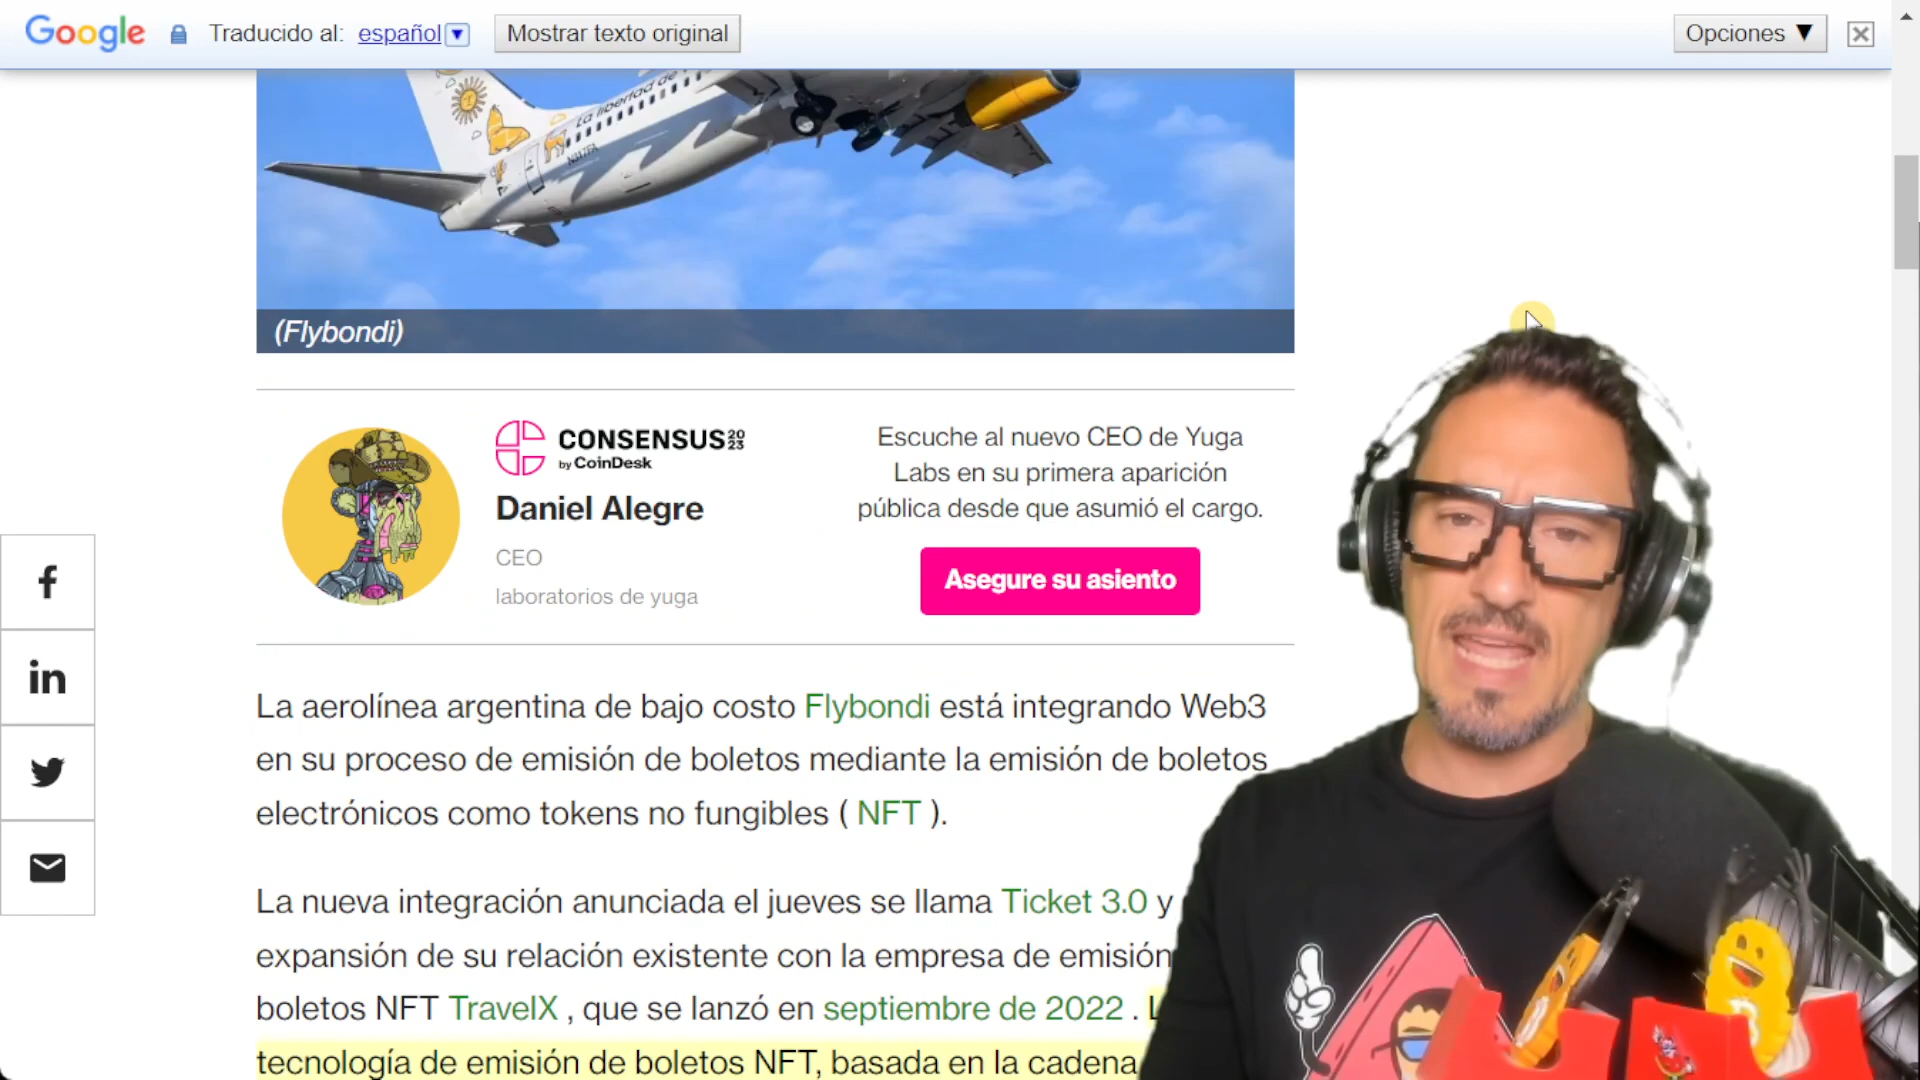 Google
Traducido al: español
Mostrar texto original
Opciones ▼
La libertad de
N317FA
(Flybondi)
CONSENSUS 2023
by CoinDesk
Daniel Alegre
CEO
laboratorios de yuga
Escuche al nuevo CEO de Yuga
Labs en su primera aparición
pública desde que asumió el cargo.
Asegure su asiento
f
in
La aerolínea argentina de bajo costo Flybondi está integrando Web3
en su proceso de emisión de boletos mediante la emisión de boletos
electrónicos como tokens no fungibles ( NFT ).
La nueva integración anunciada el jueves se llama Ticket 3.0 y
expansión de su relación existente con la empresa de emisión
boletos NFT TravelX , que se lanzó en septiembre de 2022 .
tecnología de emisión de boletos NFT, basada en la cadena